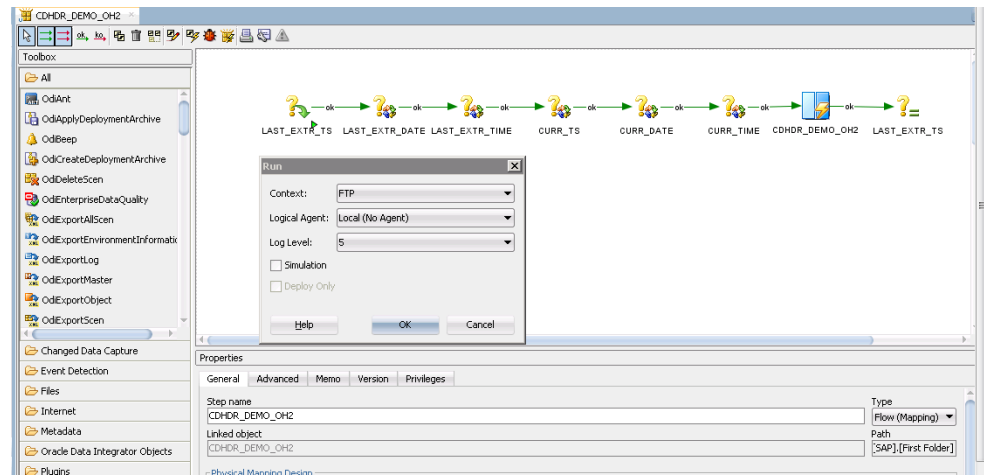 CDHDR_DEMO_OH2
ok
ko
Toolbox
All
OdiAnt
OdiApplyDeploymentArchive
OdiBeep
OdiCreateDeploymentArchive
OdiDeleteScen
OdiEnterpriseDataQuality
OdiExportAllScen
OdiExportEnvironmentInformatic
OdiExportLog
OdiExportMaster
OdiExportObject
OdiExportScen
Changed Data Capture
Event Detection
Files
Internet
Metadata
Oracle Data Integrator Objects
Plugins
ok ok ok ok ok ok ok
LAST_EXTR_TS LAST_EXTR_DATE LAST_EXTR_TIME CURR_TS CURR_DATE CURR_TIME CDHDR_DEMO_OH2 LAST_EXTR_TS
Run
Context: FTP
Logical Agent: Local (No Agent)
Log Level: 5
Simulation
Deploy Only
Help OK Cancel
Properties
General Advanced Memo Version Privileges
Step name Type
CDHDR_DEMO_OH2 Flow (Mapping)
Linked object Path
CDHDR_DEMO_OH2 SAP].[First Folder]
Physical Mapping Design